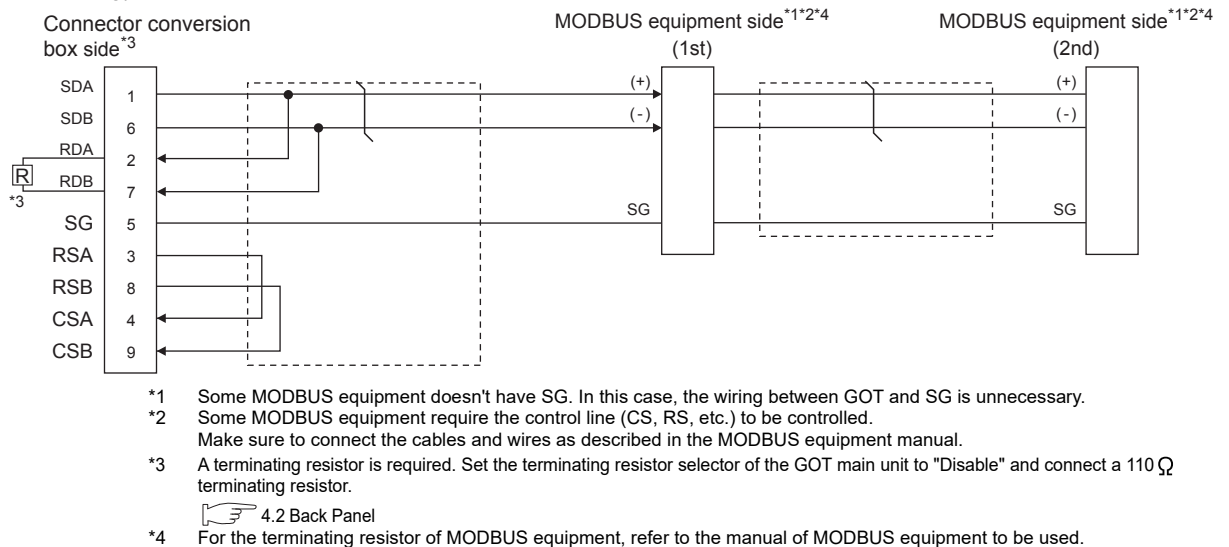 Connector conversion
box side*3
MODBUS equipment side*1*2*4
(1st)
MODBUS equipment side*1*2*4
(2nd)
SDA 1 (+) (+)
SDB 6 (-) (-)
RDA 2
R
*3
RDB 7
SG 5 SG SG
RSA 3
RSB 8
CSA 4
CSB 9
*1 Some MODBUS equipment doesn't have SG. In this case, the wiring between GOT and SG is unnecessary.
*2 Some MODBUS equipment require the control line (CS, RS, etc.) to be controlled.
Make sure to connect the cables and wires as described in the MODBUS equipment manual.
*3 A terminating resistor is required. Set the terminating resistor selector of the GOT main unit to "Disable" and connect a 110 Ω
terminating resistor.
4.2 Back Panel
*4 For the terminating resistor of MODBUS equipment, refer to the manual of MODBUS equipment to be used.